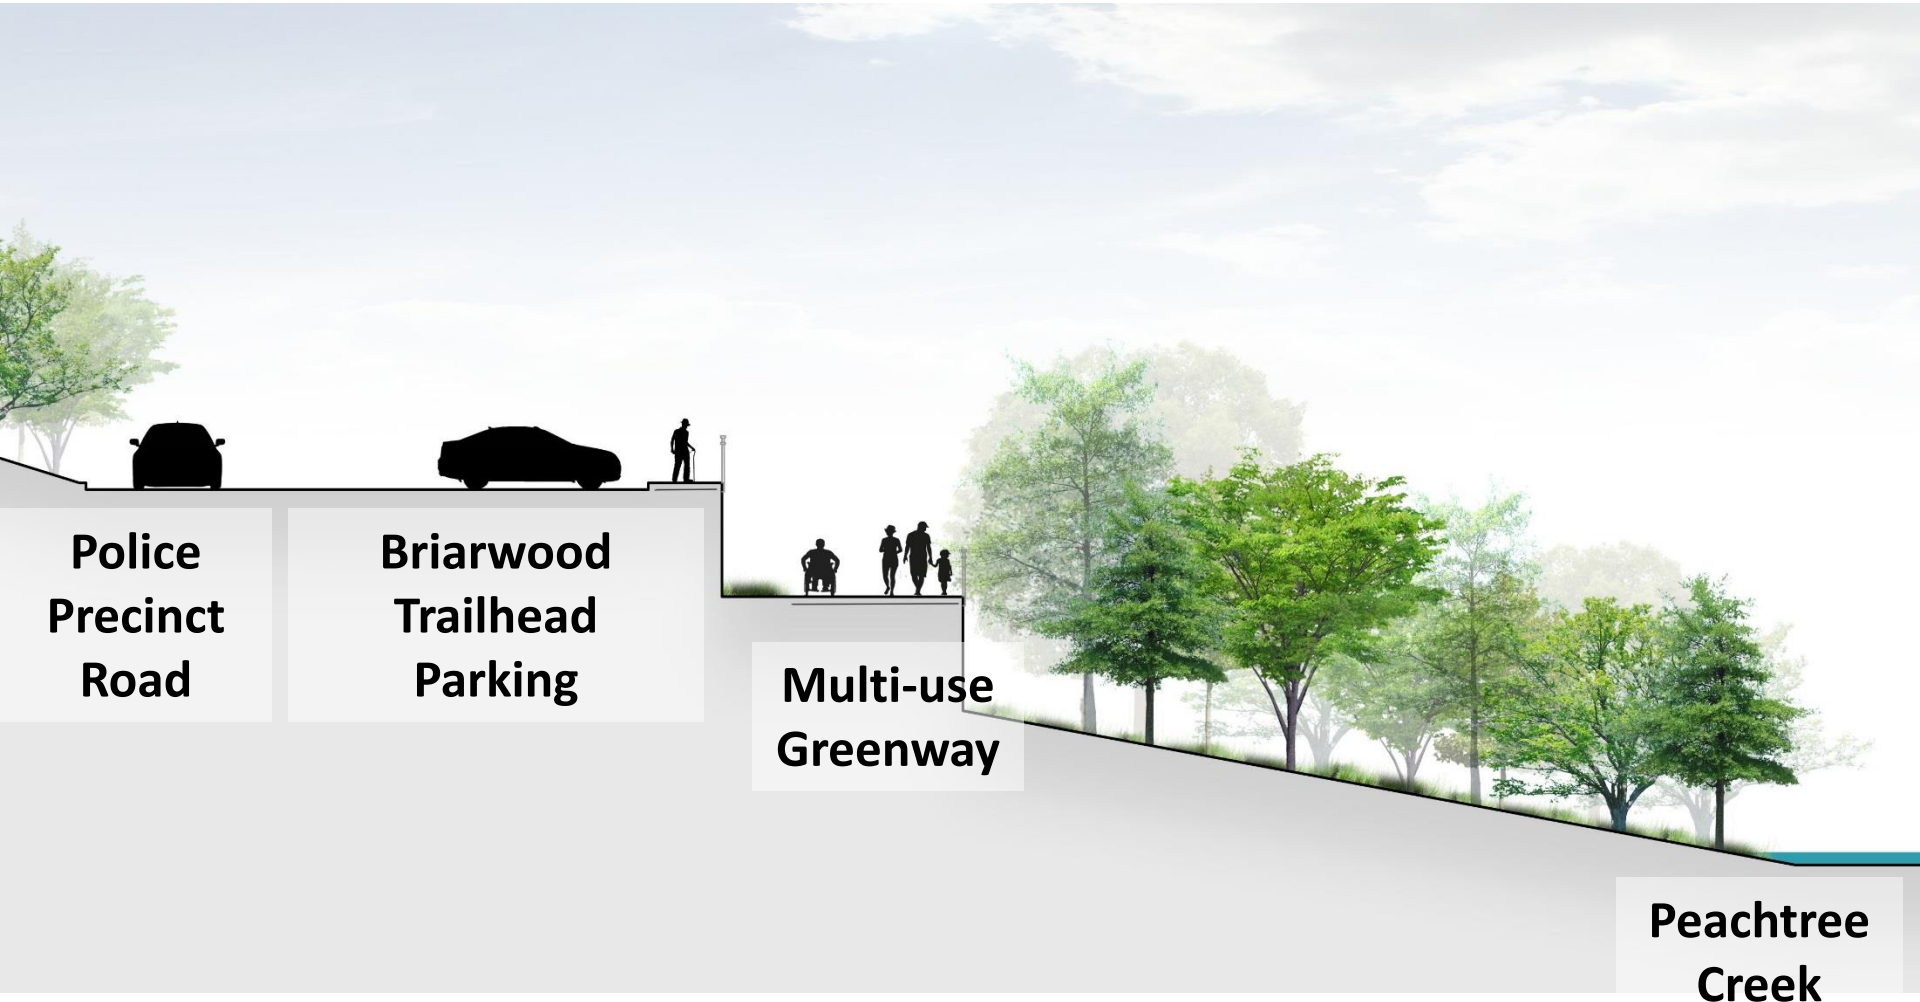 Police
Precinct
Road
Briarwood
Trailhead
Parking
Multi-use
Greenway
Peachtree
Creek